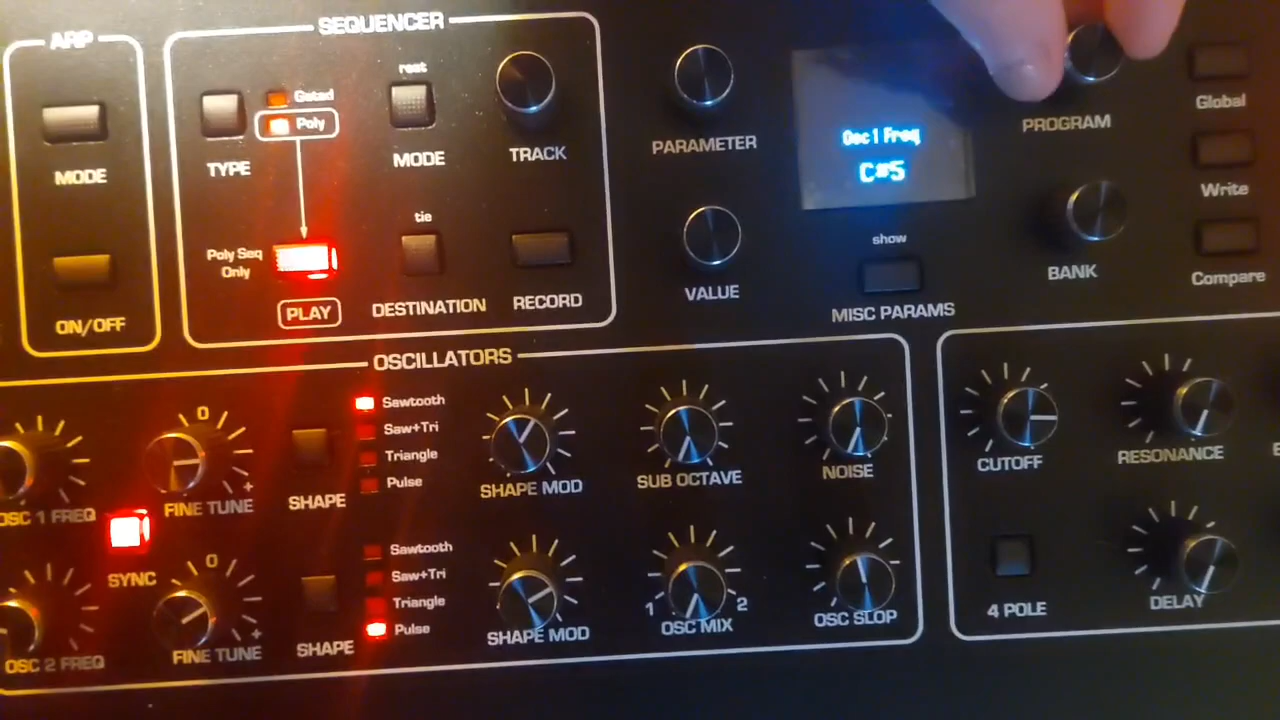 ARP
MODE
ON/OFF
SEQUENCER
TYPE
Gated
Poly
Poly Seq
Only
PLAY
rest
MODE
tie
DESTINATION
TRACK
RECORD
PARAMETER
VALUE
Osc 1 Freq
C#5
show
MISC PARAMS
PROGRAM
BANK
Global
Write
Compare
OSCILLATORS
OSC 1 FREQ
0
+
FINE TUNE
SHAPE
Sawtooth
Saw+Tri
Triangle
Pulse
SHAPE MOD
SUB OCTAVE
NOISE
SYNC
OSC 2 FREQ
0
+
FINE TUNE
SHAPE
Sawtooth
Saw+Tri
Triangle
Pulse
SHAPE MOD
1 2
OSC MIX
OSC SLOP
CUTOFF
RESONANCE
4 POLE
DELAY